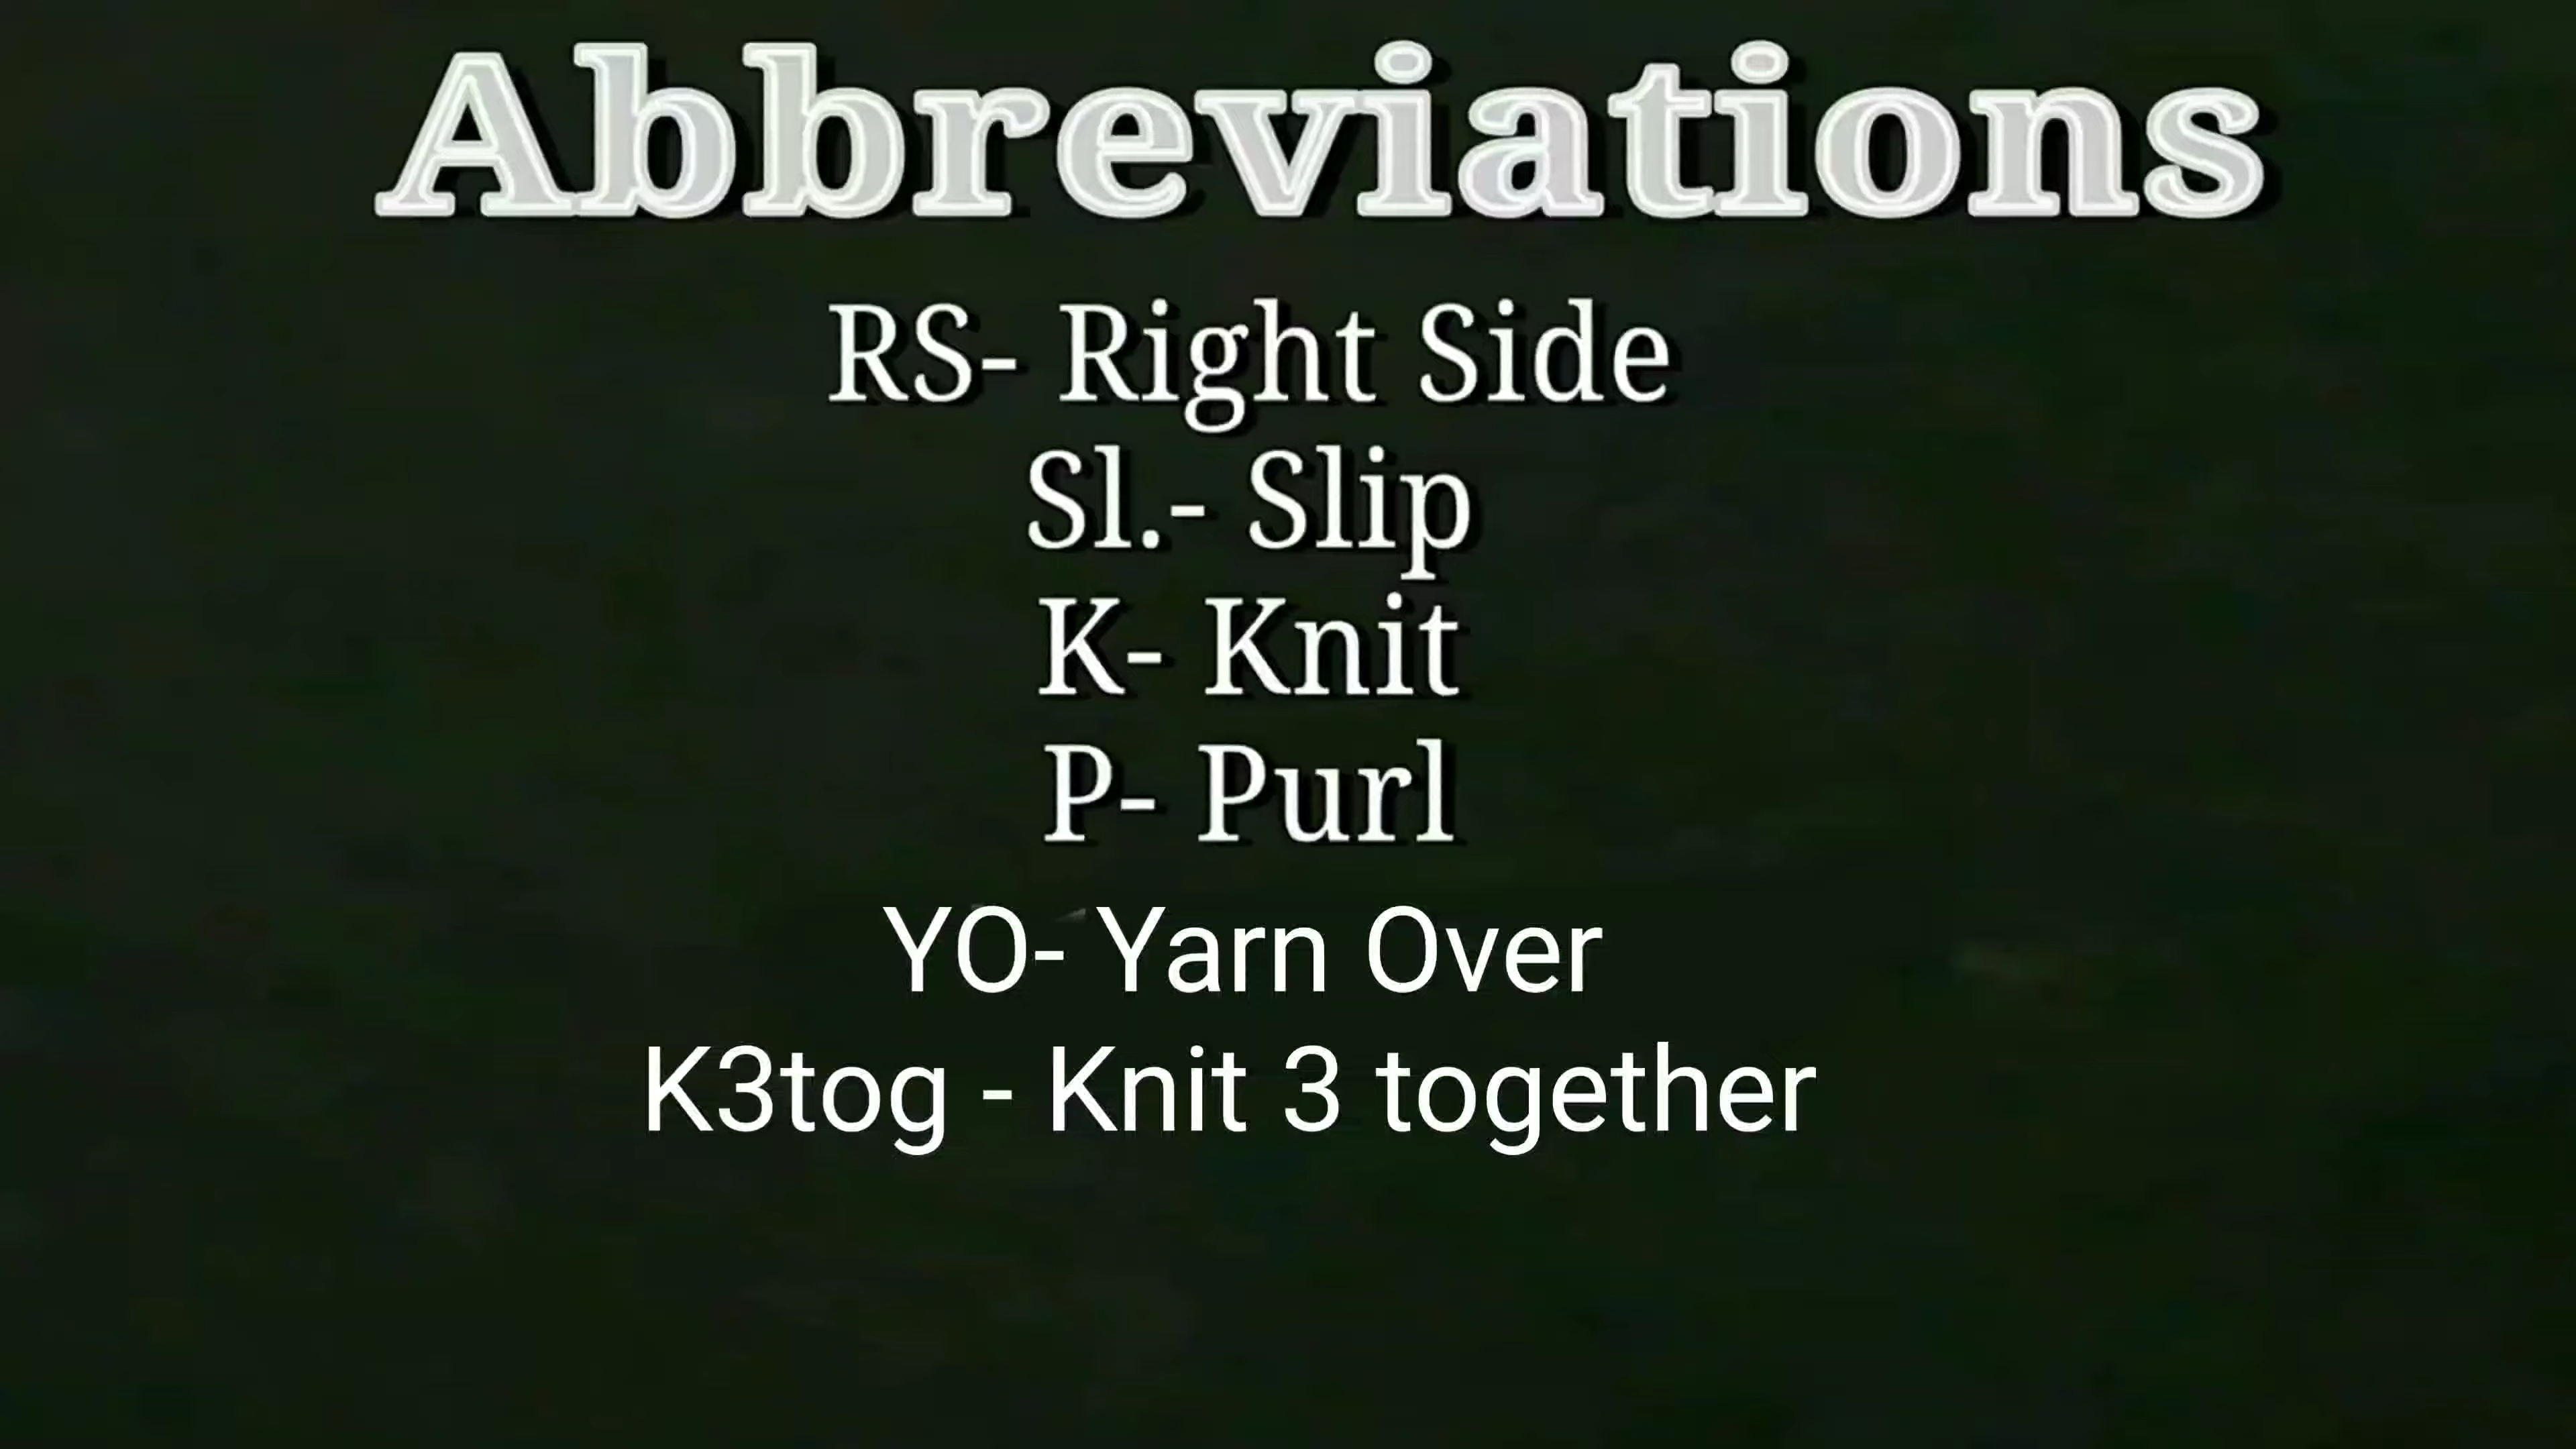 Abbreviations
RS- Right Side
Sl.- Slip
K- Knit
P- Purl
YO- Yarn Over
K3tog - Knit 3 together